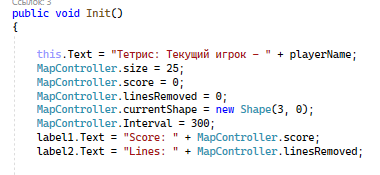 Ссылок: 3
public void Init()
{
this.Text = "Тетрис: Текущий игрок - " + playerName;
MapController.size = 25;
MapController.score = 0;
MapController.linesRemoved = 0;
MapController.currentShape = new Shape(3, 0);
MapController.Interval = 300;
label1.Text = "Score: " + MapController.score;
label2.Text = "Lines: " + MapController.linesRemoved;